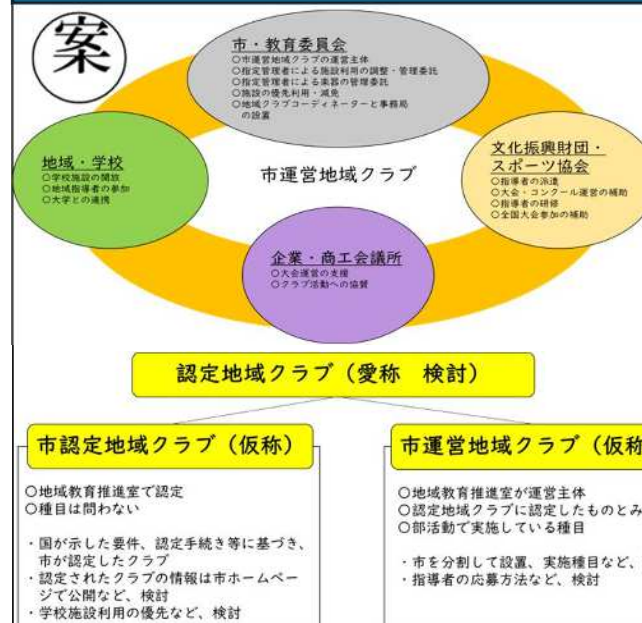 案
市・教育委員会
○市運営地域クラブの運営主体
○指定管理者による施設利用の調整・管理委託
○指定管理者による楽器の管理委託
○施設の優先利用・減免
○地域クラブコーディネーターと事務局
の設置
地域・学校
○学校施設の開放
○地域指導者の参加
○大学との連携
市運営地域クラブ
文化振興財団・
スポーツ協会
○指導者の派遣
○大会・コンクール運営の補助
○指導者の研修
○全国大会参加の補助
企業・商工会議所
○大会運営の支援
○クラブ活動への協賛
認定地域クラブ（愛称　検討）
市認定地域クラブ（仮称）
○地域教育推進室で認定
○種目は問わない
・国が示した要件、認定手続き等に基づき、
市が認定したクラブ
・認定されたクラブの情報は市ホームペー
ジで公開など、検討
・学校施設利用の優先など、検討
市運営地域クラブ（仮称
○地域教育推進室が運営主体
○認定地域クラブに認定したものとみ
○部活動で実施している種目
・市を分割して設置、実施種目など、
・指導者の応募方法など、検討